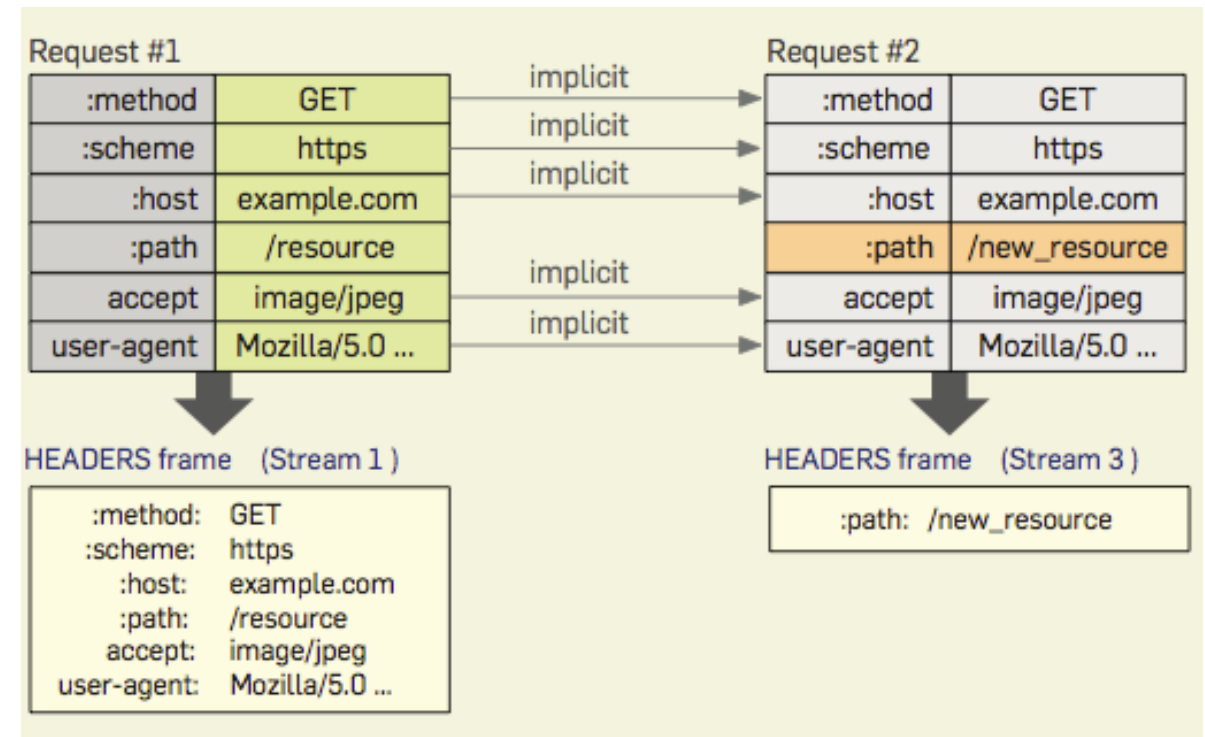 Request #1
:method GET
:scheme https
:host example.com
:path /resource
accept image/jpeg
user-agent Mozilla/5.0 ...
implicit
implicit
implicit
implicit
implicit
Request #2
:method GET
:scheme https
:host example.com
:path /new_resource
accept image/jpeg
user-agent Mozilla/5.0 ...
HEADERS frame (Stream 1 )
:method: GET
:scheme: https
:host: example.com
:path: /resource
accept: image/jpeg
user-agent: Mozilla/5.0 ...
HEADERS frame (Stream 3 )
:path: /new_resource